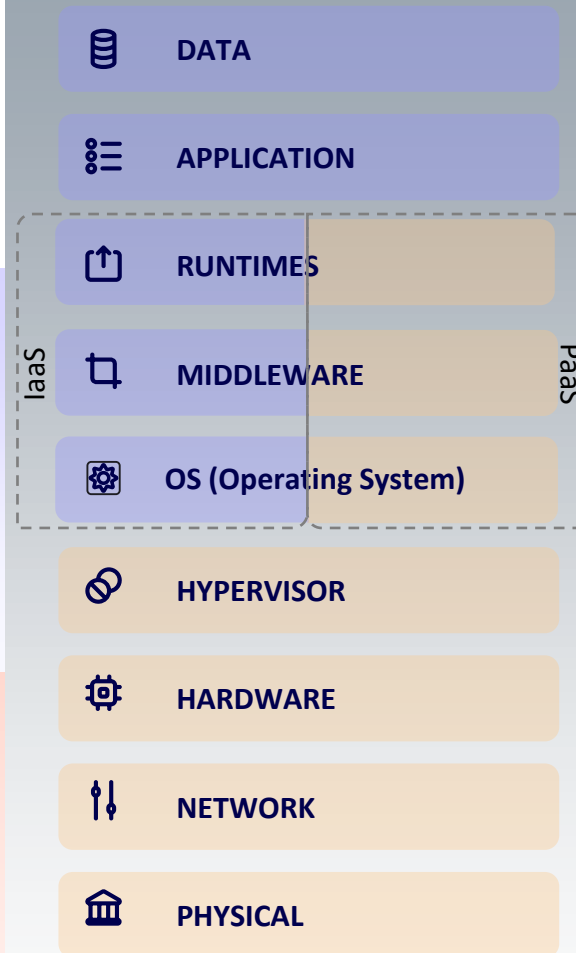 DATA
APPLICATION
RUNTIMES
IaaS
MIDDLEWARE
PaaS
OS (Operating System)
HYPERVISOR
HARDWARE
NETWORK
PHYSICAL